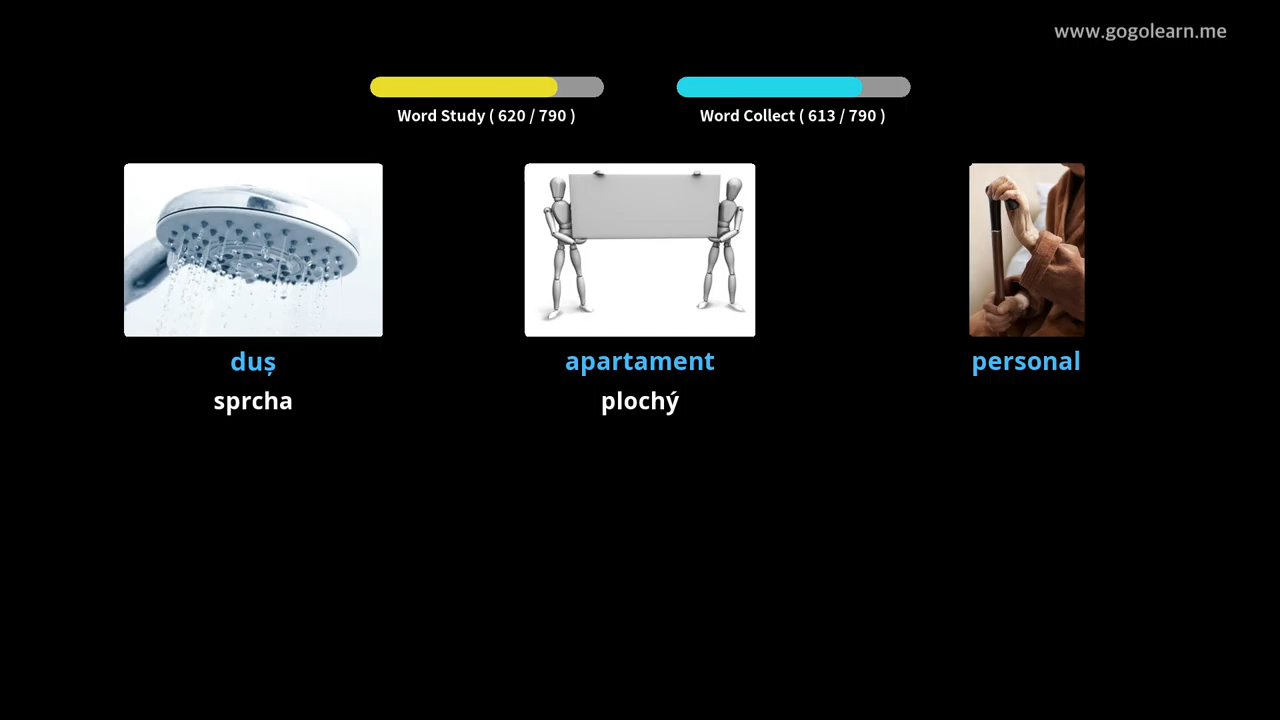 www.gogolearn.me
Word Study ( 620 / 790 )
Word Collect ( 613 / 790 )
duș
apartament
personal
sprcha
plochý